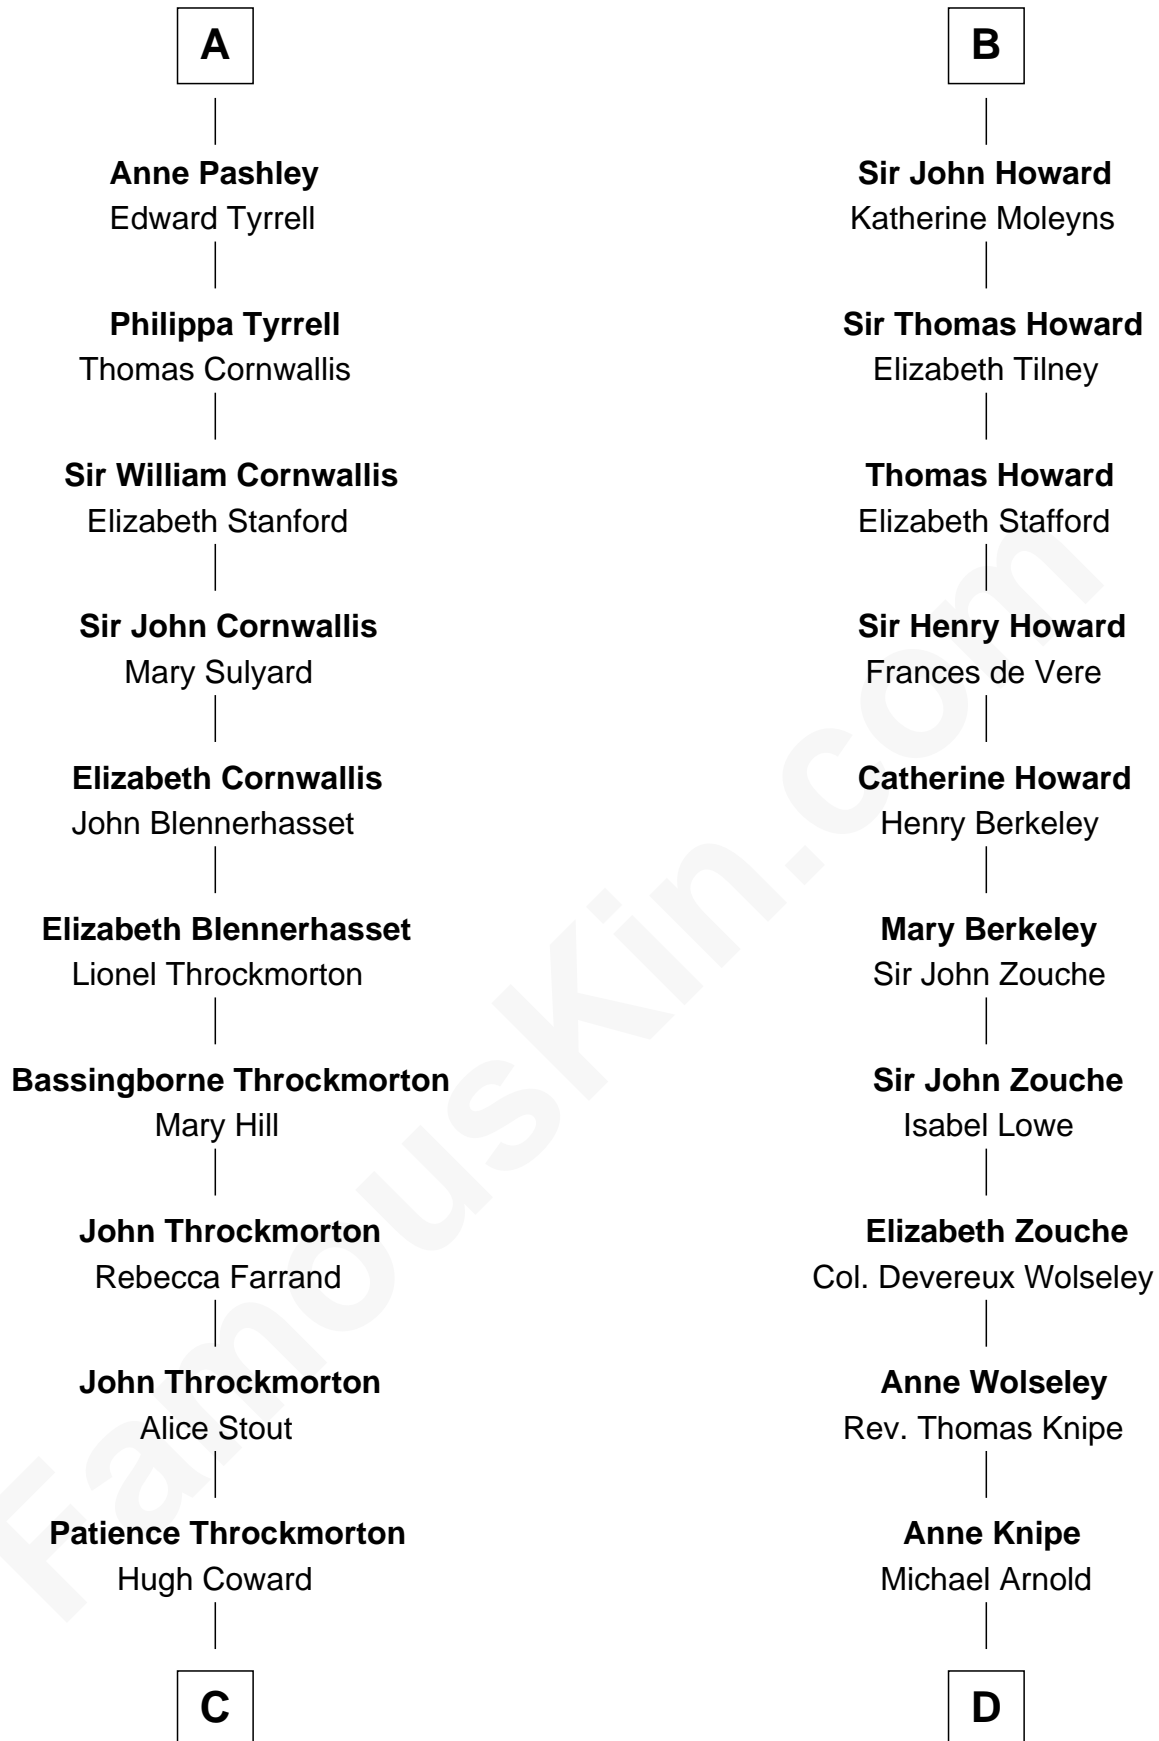 A
Anne Pashley
Edward Tyrrell
Philippa Tyrrell
Thomas Cornwallis
Sir William Cornwallis
Elizabeth Stanford
Sir John Cornwallis
Mary Sulyard
Elizabeth Cornwallis
John Blennerhasset
Elizabeth Blennerhasset
Lionel Throckmorton
Bassingborne Throckmorton
Mary Hill
John Throckmorton
Rebecca Farrand
John Throckmorton
Alice Stout
Patience Throckmorton
Hugh Coward
C
B
Sir John Howard
Katherine Moleyns
Sir Thomas Howard
Elizabeth Tilney
Thomas Howard
Elizabeth Stafford
Sir Henry Howard
Frances de Vere
Catherine Howard
Henry Berkeley
Mary Berkeley
Sir John Zouche
Sir John Zouche
Isabel Lowe
Elizabeth Zouche
Col. Devereux Wolseley
Anne Wolseley
Rev. Thomas Knipe
Anne Knipe
Michael Arnold
D
FamousKin.com